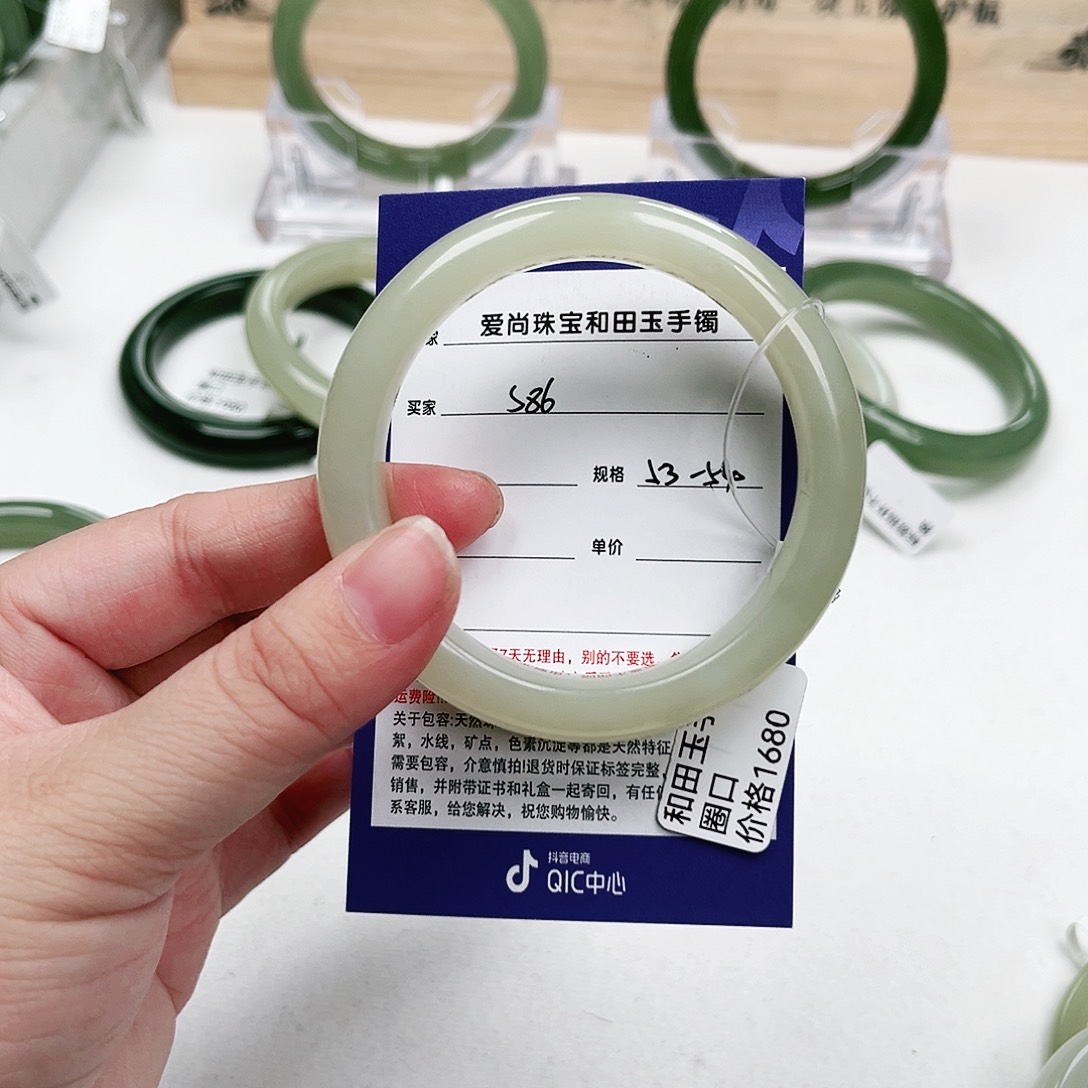 家 爱尚珠宝和田玉手镯
买家 S86
规格 53-54
单价
7天无理由，别的不要选
运费险
关于包容:天然
絮，水线，矿点，色素沉淀等都是天然特征
需要包容，介意慎拍!退货时保证标签完整，
销售，并附带证书和礼盒一起寄回，有任
系客服，给您解决，祝您购物愉快。
和田玉手
圈口
价格1680
抖音电商
QIC中心